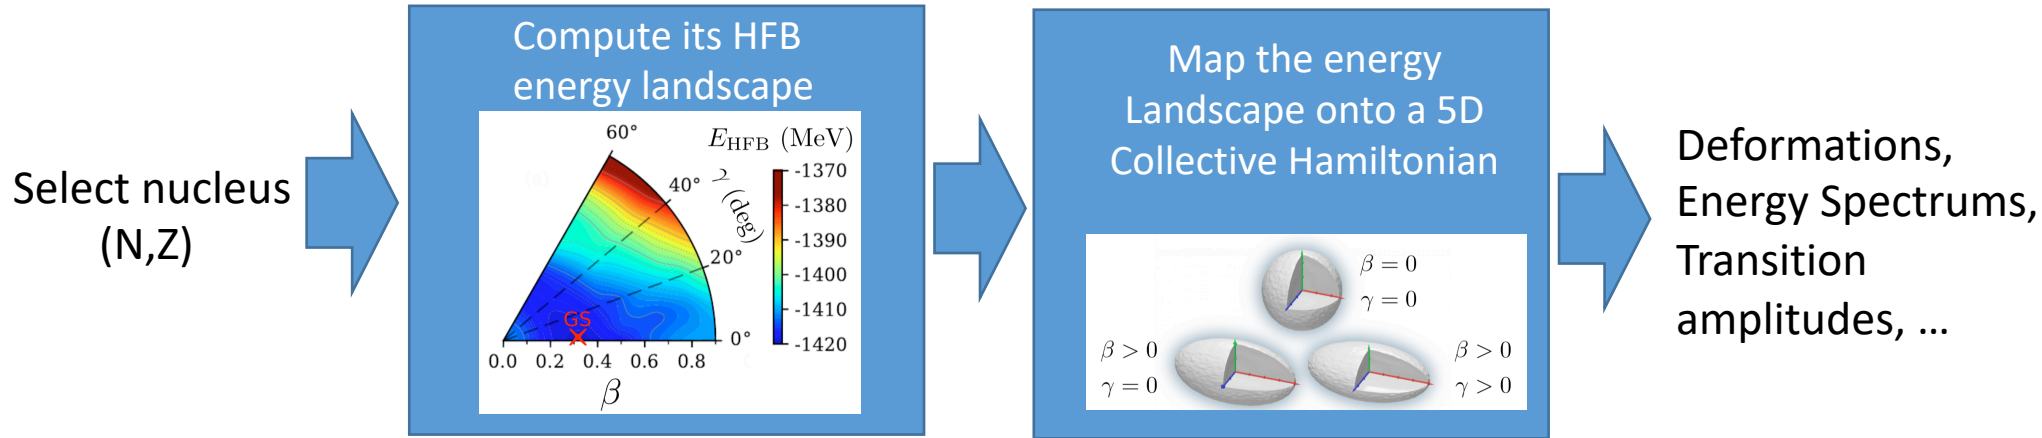 Select nucleus
(N,Z)
Compute its HFB
energy landscape
60°
E_HFB (MeV)
40°
γ (deg)
20°
0°
-1370
-1380
-1390
-1400
-1410
-1420
GS
0.0 0.2 0.4 0.6 0.8
β
Map the energy
Landscape onto a 5D
Collective Hamiltonian
β = 0
γ = 0
β > 0
γ = 0
β > 0
γ > 0
Deformations,
Energy Spectrums,
Transition
amplitudes, ...